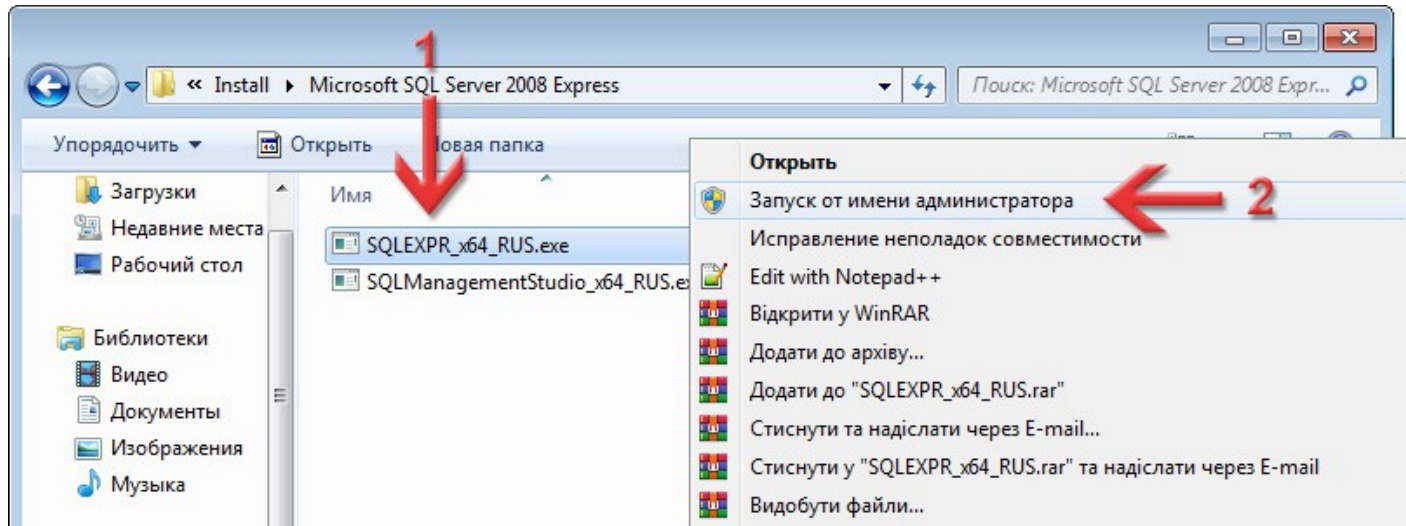 1
« Install ▸ Microsoft SQL Server 2008 Express
Поиск: Microsoft SQL Server 2008 Expr...
Упорядочить
Открыть
Новая папка
Загрузки
Недавние места
Рабочий стол
Библиотеки
Видео
Документы
Изображения
Музыка
Имя
SQLEXPR_x64_RUS.exe
SQLManagementStudio_x64_RUS.ex
Открыть
Запуск от имени администратора
2
Исправление неполадок совместимости
Edit with Notepad++
Відкрити у WinRAR
Додати до архіву...
Додати до "SQLEXPR_x64_RUS.rar"
Стиснути та надіслати через E-mail...
Стиснути у "SQLEXPR_x64_RUS.rar" та надіслати через E-mail
Видобути файли...